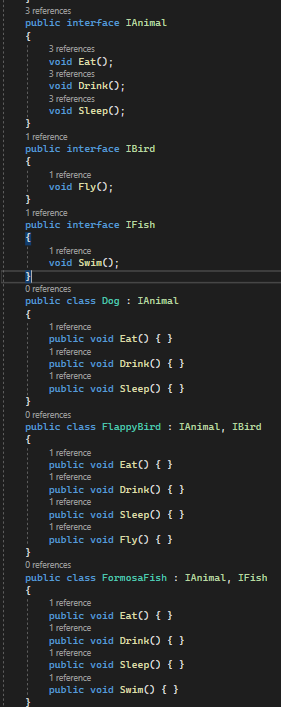 3 references
public interface IAnimal
{
3 references
void Eat();
3 references
void Drink();
3 references
void Sleep();
}
1 reference
public interface IBird
{
1 reference
void Fly();
}
1 reference
public interface IFish
{
1 reference
void Swim();
}
0 references
public class Dog : IAnimal
{
1 reference
public void Eat() { }
1 reference
public void Drink() { }
1 reference
public void Sleep() { }
}
0 references
public class FlappyBird : IAnimal, IBird
{
1 reference
public void Eat() { }
1 reference
public void Drink() { }
1 reference
public void Sleep() { }
1 reference
public void Fly() { }
}
0 references
public class FormosaFish : IAnimal, IFish
{
1 reference
public void Eat() { }
1 reference
public void Drink() { }
1 reference
public void Sleep() { }
1 reference
public void Swim() { }
}